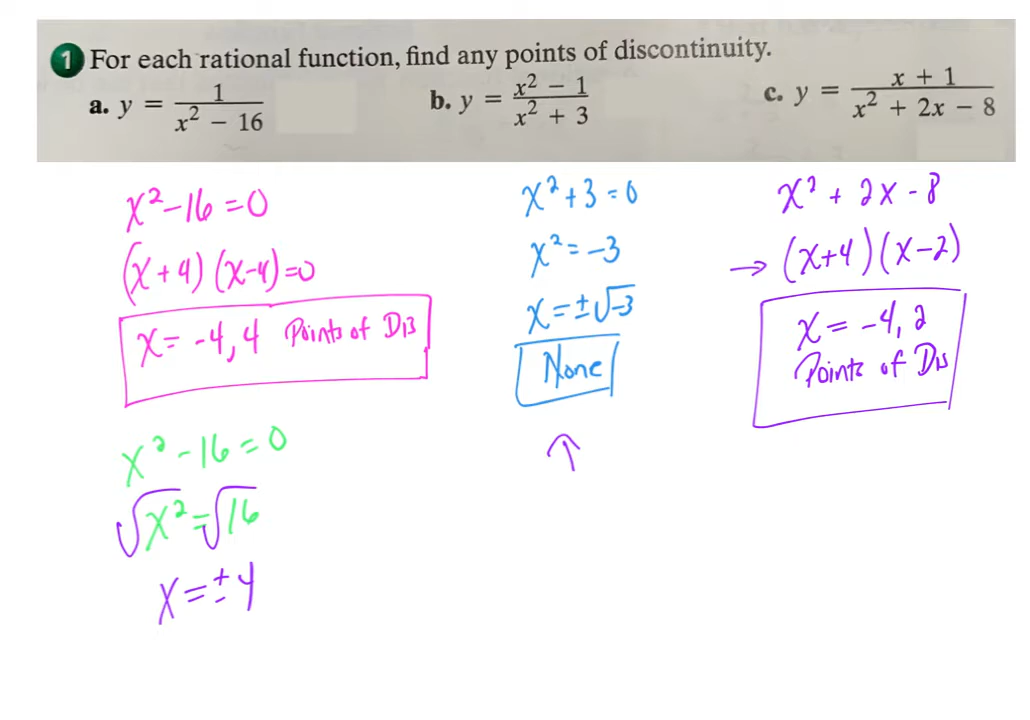 1 For each rational function, find any points of discontinuity.
a. y = 1 / (x² − 16)
b. y = (x² − 1) / (x² + 3)
c. y = (x + 1) / (x² + 2x − 8)
x² − 16 = 0
(x + 4) (x − 4) = 0
x = −4, 4 Points of Dis
x² − 16 = 0
√x² = √16
x = ± 4
x² + 3 = 0
x² = −3
x = ± √−3
None
↑
x² + 2x − 8
→ (x+4) (x−2)
x = −4, 2
Points of Dis